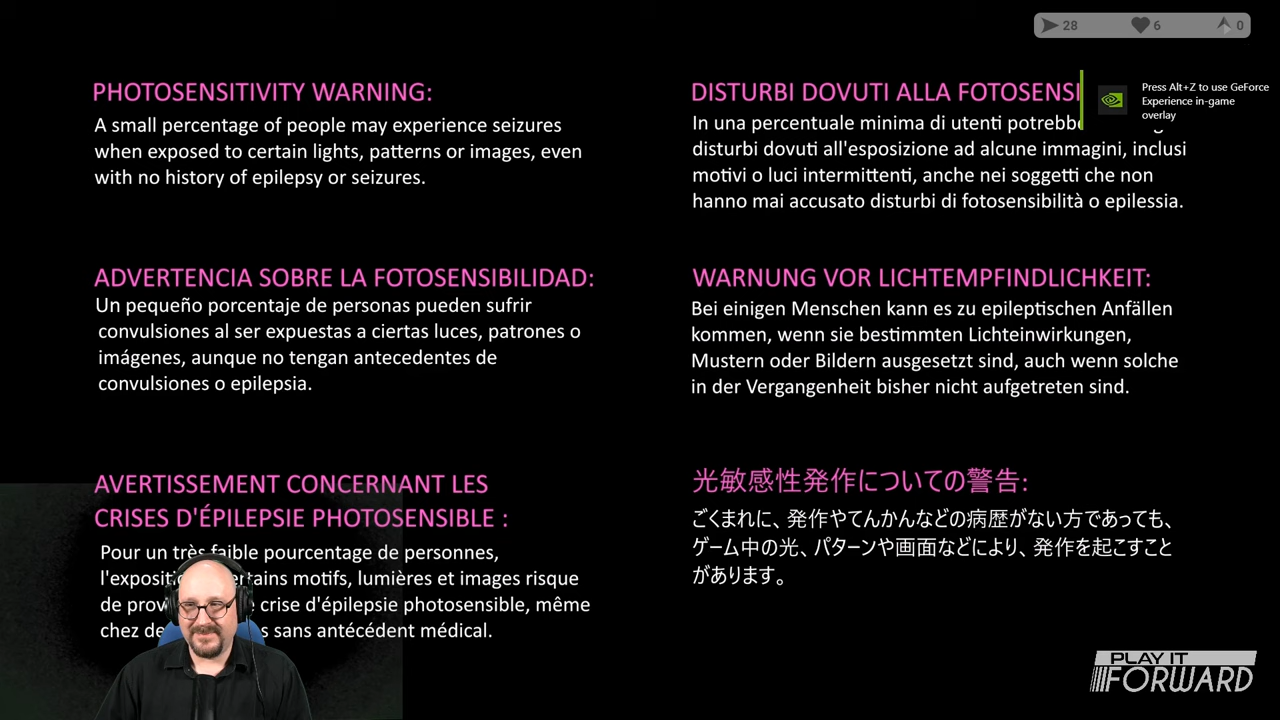 28 6 0
PHOTOSENSITIVITY WARNING:
A small percentage of people may experience seizures
when exposed to certain lights, patterns or images, even
with no history of epilepsy or seizures.
DISTURBI DOVUTI ALLA FOTOSENSI
In una percentuale minima di utenti potrebbe
disturbi dovuti all'esposizione ad alcune immagini, inclusi
motivi o luci intermittenti, anche nei soggetti che non
hanno mai accusato disturbi di fotosensibilità o epilessia.
Press Alt+Z to use GeForce
Experience in-game
overlay
ADVERTENCIA SOBRE LA FOTOSENSIBILIDAD:
Un pequeño porcentaje de personas pueden sufrir
convulsiones al ser expuestas a ciertas luces, patrones o
imágenes, aunque no tengan antecedentes de
convulsiones o epilepsia.
WARNUNG VOR LICHTEMPFINDLICHKEIT:
Bei einigen Menschen kann es zu epileptischen Anfällen
kommen, wenn sie bestimmten Lichteinwirkungen,
Mustern oder Bildern ausgesetzt sind, auch wenn solche
in der Vergangenheit bisher nicht aufgetreten sind.
AVERTISSEMENT CONCERNANT LES
CRISES D'ÉPILEPSIE PHOTOSENSIBLE :
Pour un très faible pourcentage de personnes,
l'expositi ertains motifs, lumières et images risque
de prov crise d'épilepsie photosensible, même
chez de s sans antécédent médical.
光敏感性発作についての警告:
ごくまれに、発作やてんかんなどの病歴がない方であっても、
ゲーム中の光、パターンや画面などにより、発作を起こすこと
があります。
PLAY IT
FORWARD